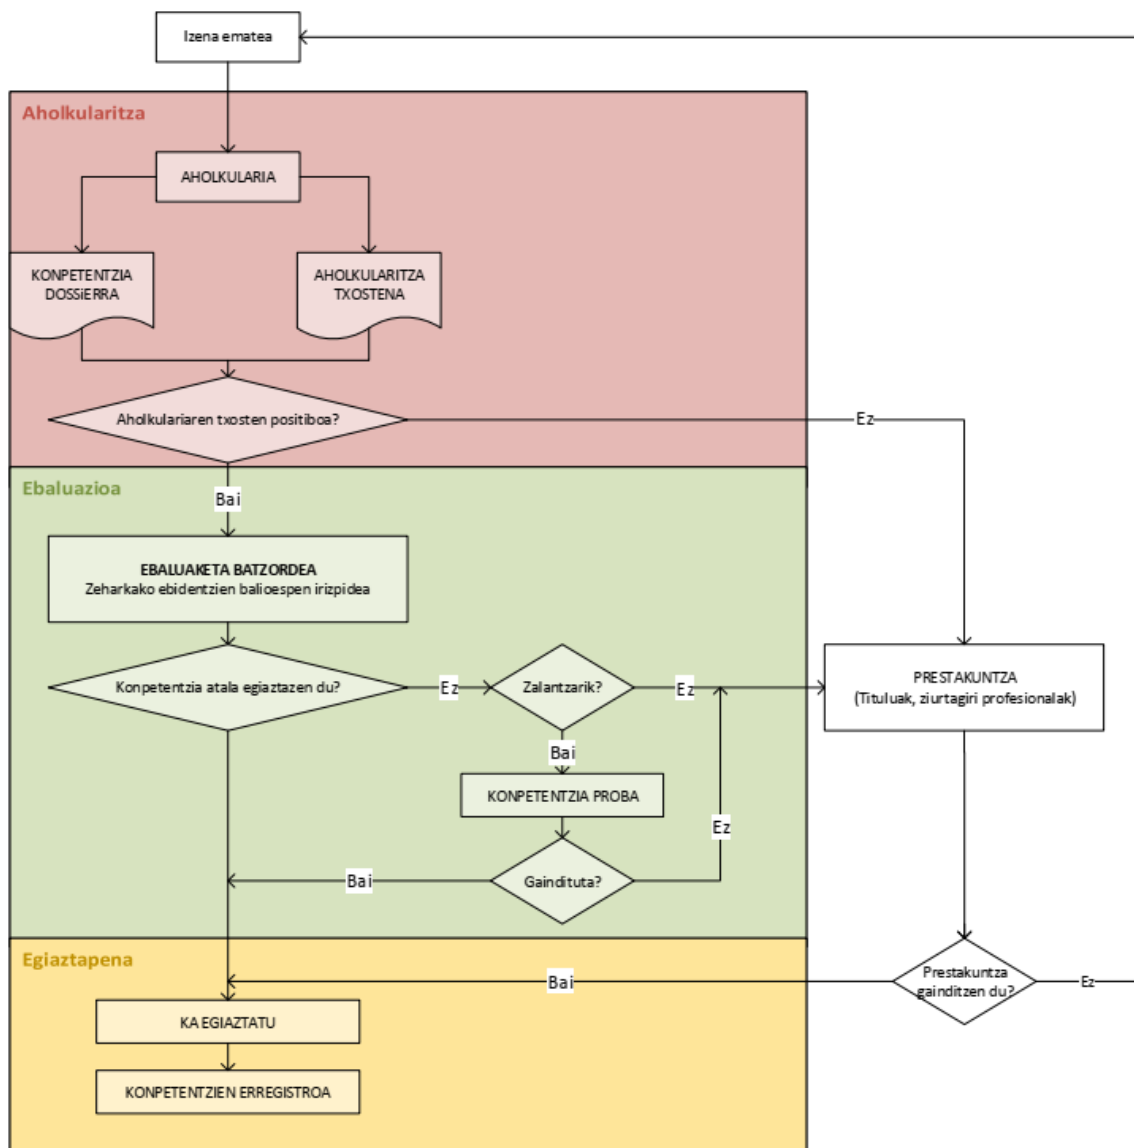 Izena ematea
Aholkularitza
AHOLKULARIA
KONPETENTZIA
DOSSiERRA
AHOLKULARITZA
TXOSTENA
Aholkulariaren txosten positiboa?
Ez
Ebaluazioa
Bai
EBALUAKETA BATZORDEA
Zeharkako ebidentzien balioespen irizpidea
Konpetentzia atala egiaztazen du?
Ez
Zalantzarik?
Ez
PRESTAKUNTZA
(Tituluak, ziurtagiri profesionalak)
Bai
KONPETENTZIA PROBA
Ez
Bai
Gaindituta?
Egiaztapena
Bai
Prestakuntza
gainditzen du?
Ez
KA EGIAZTATU
KONPETENTZIEN ERREGISTROA